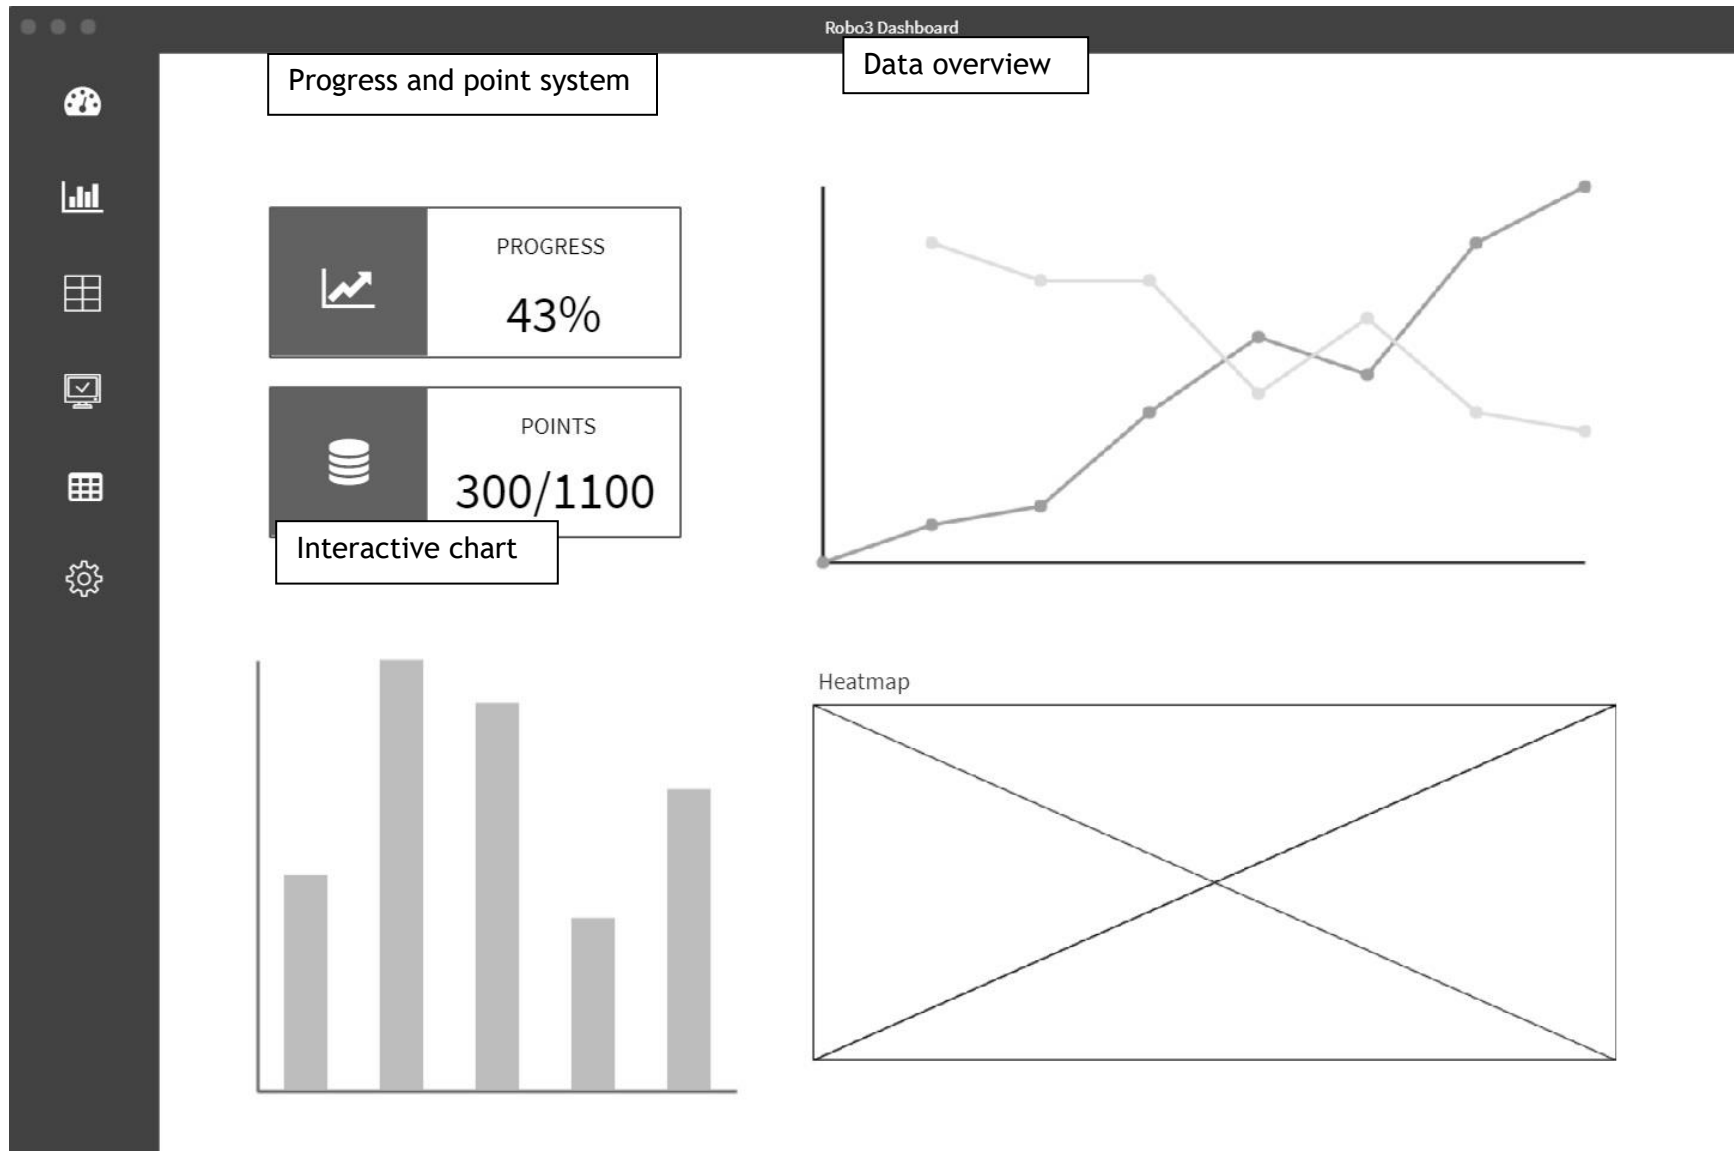 Robo3 Dashboard
Progress and point system
Data overview
PROGRESS
43%
POINTS
300/1100
Interactive chart
Heatmap